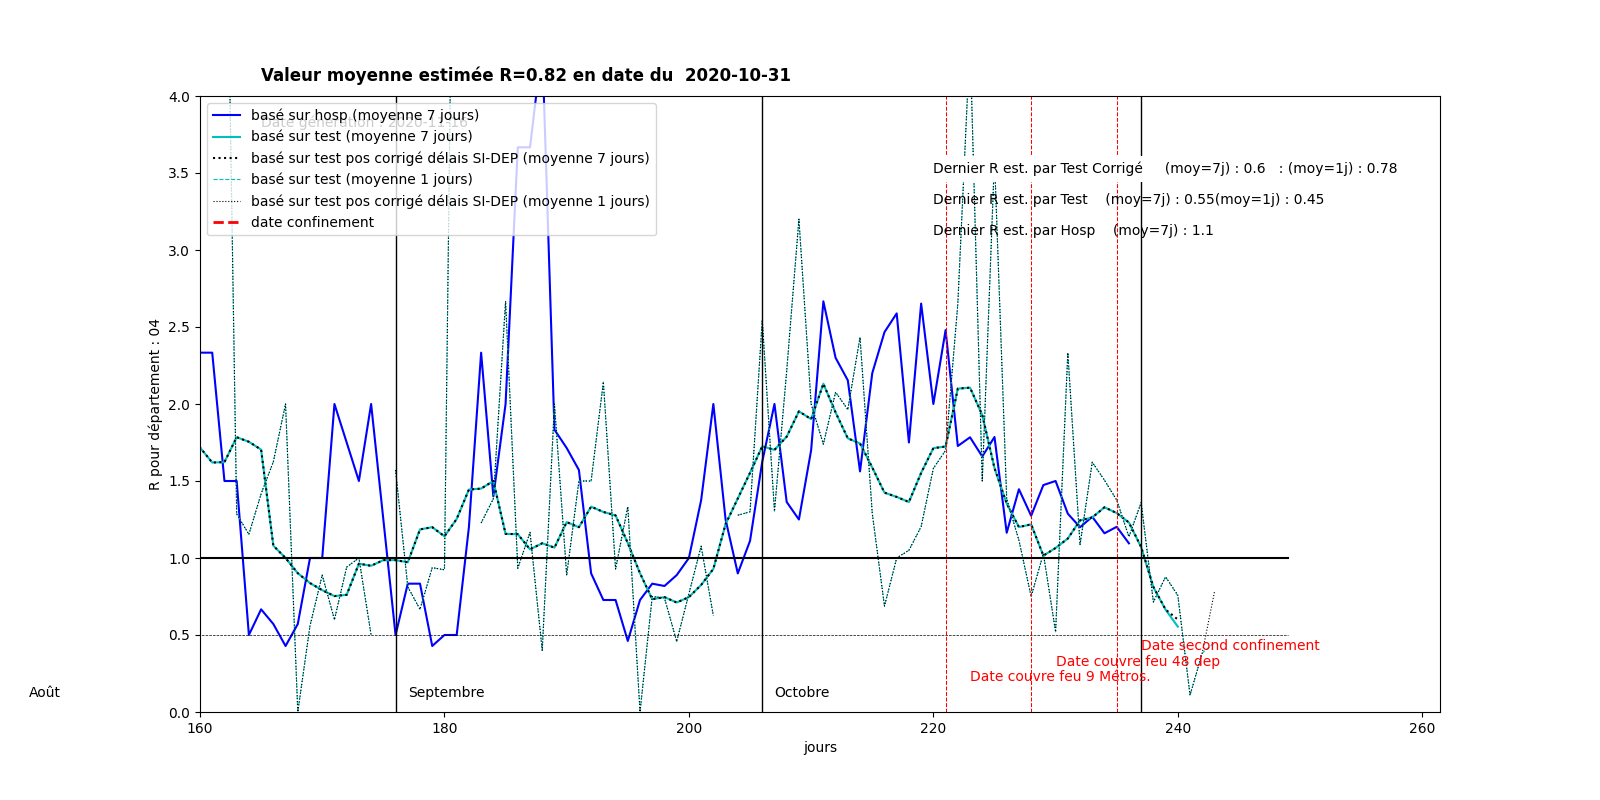 Valeur moyenne estimée R=0.82 en date du  2020-10-31
4.0
3.5
3.0
2.5
2.0
1.5
1.0
0.5
0.0
R pour département : 04
basé sur hosp (moyenne 7 jours)
basé sur test (moyenne 7 jours)
basé sur test pos corrigé délais SI-DEP (moyenne 7 jours)
basé sur test (moyenne 1 jours)
basé sur test pos corrigé délais SI-DEP (moyenne 1 jours)
date confinement
Dernier R est. par Test Corrigé (moy=7j) : 0.6 : (moy=1j) : 0.78
Dernier R est. par Test (moy=7j) : 0.55(moy=1j) : 0.45
Dernier R est. par Hosp (moy=7j) : 1.1
Date second confinement
Date couvre feu 48 dep
Date couvre feu 9 Métros.
Août
Septembre
Octobre
160
180
200
220
240
260
jours